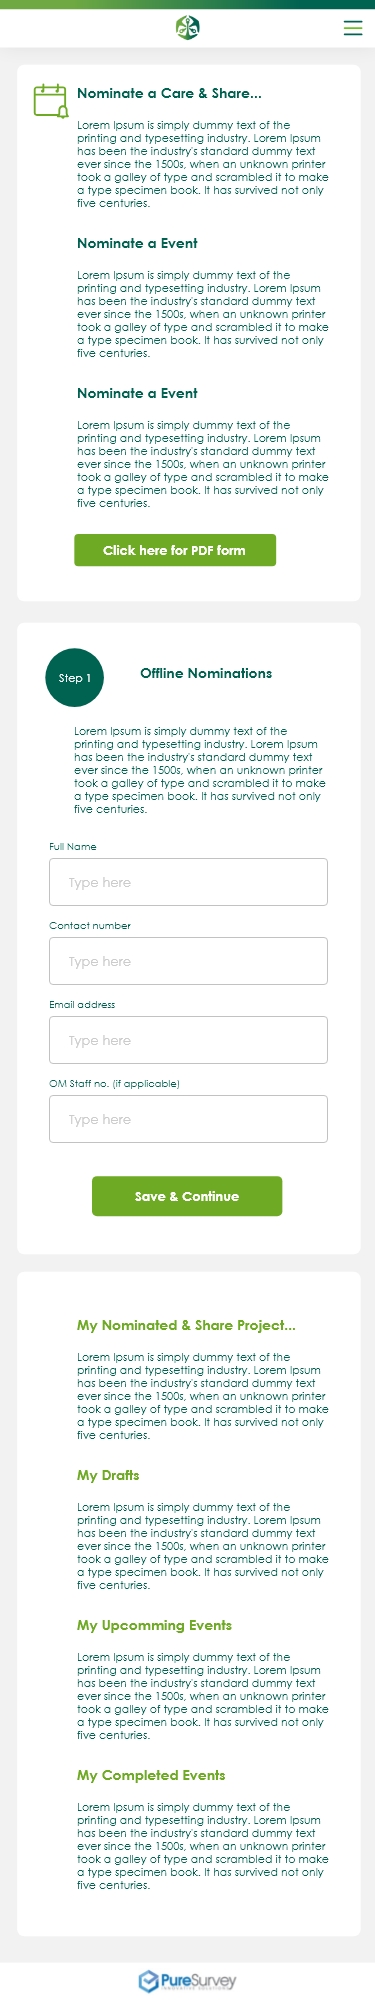 Nominate a Care & Share...
Lorem Ipsum is simply dummy text of the
printing and typesetting industry. Lorem Ipsum
has been the industry's standard dummy text
ever since the 1500s, when an unknown printer
took a galley of type and scrambled it to make
a type specimen book. It has survived not only
five centuries.
Nominate a Event
Lorem Ipsum is simply dummy text of the
printing and typesetting industry. Lorem Ipsum
has been the industry's standard dummy text
ever since the 1500s, when an unknown printer
took a galley of type and scrambled it to make
a type specimen book. It has survived not only
five centuries.
Nominate a Event
Lorem Ipsum is simply dummy text of the
printing and typesetting industry. Lorem Ipsum
has been the industry's standard dummy text
ever since the 1500s, when an unknown printer
took a galley of type and scrambled it to make
a type specimen book. It has survived not only
five centuries.
Click here for PDF form
Step 1
Offline Nominations
Lorem Ipsum is simply dummy text of the
printing and typesetting industry. Lorem Ipsum
has been the industry's standard dummy text
ever since the 1500s, when an unknown printer
took a galley of type and scrambled it to make
a type specimen book. It has survived not only
five centuries.
Full Name
Type here
Contact number
Type here
Email address
Type here
OM Staff no. (if applicable)
Type here
Save & Continue
My Nominated & Share Project...
Lorem Ipsum is simply dummy text of the
printing and typesetting industry. Lorem Ipsum
has been the industry's standard dummy text
ever since the 1500s, when an unknown printer
took a galley of type and scrambled it to make
a type specimen book. It has survived not only
five centuries.
My Drafts
Lorem Ipsum is simply dummy text of the
printing and typesetting industry. Lorem Ipsum
has been the industry's standard dummy text
ever since the 1500s, when an unknown printer
took a galley of type and scrambled it to make
a type specimen book. It has survived not only
five centuries.
My Upcomming Events
Lorem Ipsum is simply dummy text of the
printing and typesetting industry. Lorem Ipsum
has been the industry's standard dummy text
ever since the 1500s, when an unknown printer
took a galley of type and scrambled it to make
a type specimen book. It has survived not only
five centuries.
My Completed Events
Lorem Ipsum is simply dummy text of the
printing and typesetting industry. Lorem Ipsum
has been the industry's standard dummy text
ever since the 1500s, when an unknown printer
took a galley of type and scrambled it to make
a type specimen book. It has survived not only
five centuries.
PureSurvey